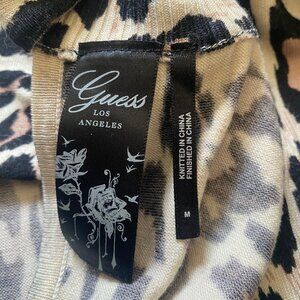 Guess
LOS
ANGELES
KNITTED IN CHINA
FINISHED IN CHINA
M